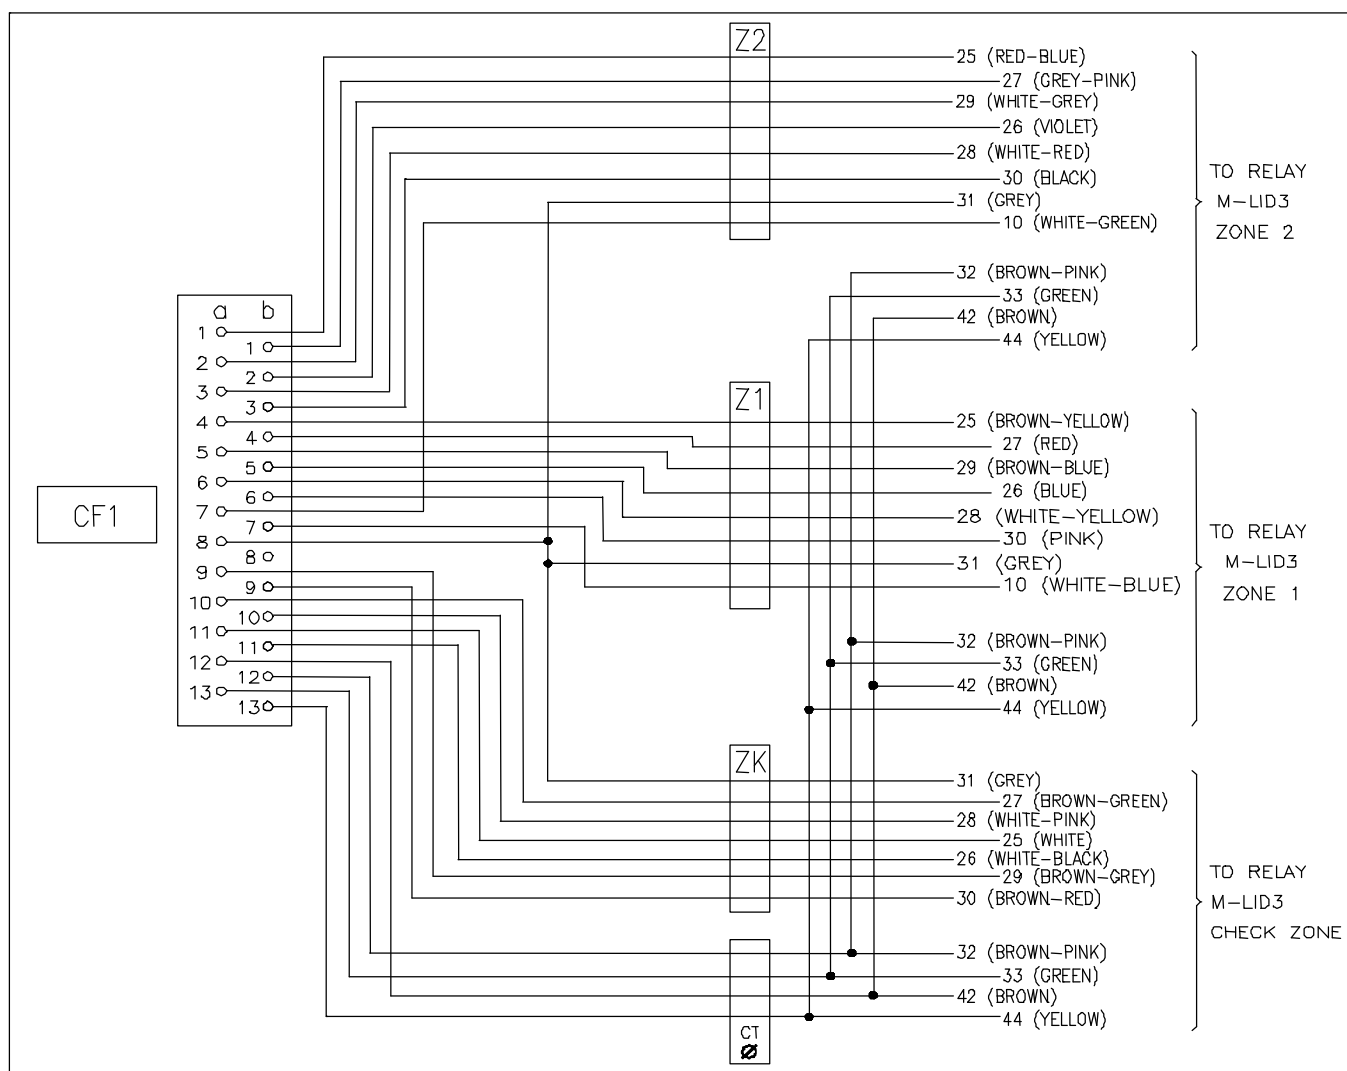 Z2
25 (RED-BLUE)
27 (GREY-PINK)
29 (WHITE-GREY)
26 (VIOLET)
28 (WHITE-RED)
30 (BLACK)
31 (GREY)
10 (WHITE-GREEN)
32 (BROWN-PINK)
33 (GREEN)
42 (BROWN)
44 (YELLOW)
TO RELAY
M-LID3
ZONE 2
CF1
a b
1
1
2
2
3
3
4
4
5
5
6
6
7
7
8
8
9
9
10
10
11
11
12
12
13
13
Z1
25 (BROWN-YELLOW)
27 (RED)
29 (BROWN-BLUE)
26 (BLUE)
28 (WHITE-YELLOW)
30 (PINK)
31 (GREY)
10 (WHITE-BLUE)
32 (BROWN-PINK)
33 (GREEN)
42 (BROWN)
44 (YELLOW)
TO RELAY
M-LID3
ZONE 1
ZK
31 (GREY)
27 (BROWN-GREEN)
28 (WHITE-PINK)
25 (WHITE)
26 (WHITE-BLACK)
29 (BROWN-GREY)
30 (BROWN-RED)
32 (BROWN-PINK)
33 (GREEN)
42 (BROWN)
44 (YELLOW)
TO RELAY
M-LID3
CHECK ZONE
CT